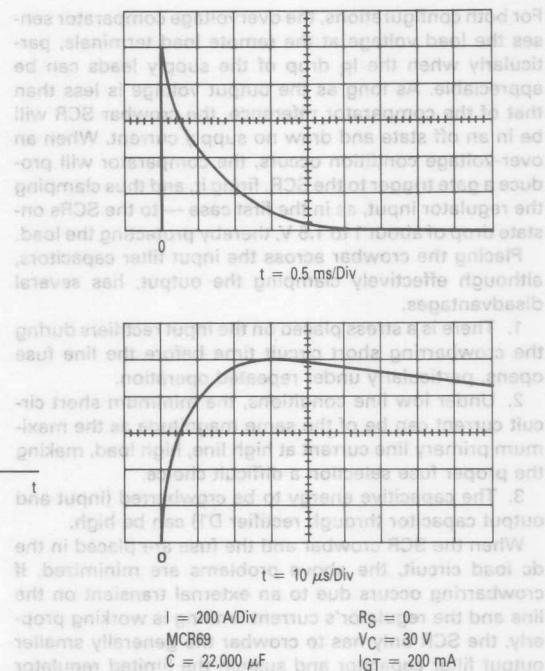 For both configurations, the over voltage comparator sen-
ses the load voltage at the remote load terminals, par-
ticularly when the IR drop of the supply leads can be
appreciable. As long as the output voltage is less than
that of the comparator reference, the crowbar SCR will
be in an off state and draw no supply current. When an
over-voltage condition occurs, the comparator will pro-
duce a gate trigger to the SCR, firing it, and thus clamping
the regulator input, as in the first case — to the SCRs on-
state drop of about 1 to 1.5 V, thereby protecting the load.
0
Placing the crowbar across the input filter capacitors,
t = 0.5 ms/Div
although effectively clamping the output, has several
disadvantages.
1. There is a stress placed on the input rectifiers during
the crowbarring short circuit time before the line fuse
opens, particularly under repeated operation.
2. Under low line conditions, the minimum short cir-
cuit current can be of the same magnitude as the maxi-
mum primary line current at high line, high load, making
the proper fuse selection a difficult choice.
t
3. The capacitive energy to be crowbarred (input and
output capacitor through rectifier D1) can be high.
0
When the SCR crowbar and the fuse are placed in the
t = 10 μs/Div
dc load circuit, the above problems are minimized. If
crowbarring occurs due to an external transient on the
I = 200 A/Div RS = 0
line and the regulator's current limiting is working prop-
MCR69 VC = 30 V
erly, the SCR only has to crowbar the generally smaller
C = 22,000 μF IGT = 200 mA
output filter capacitor and sustain the limited regulator